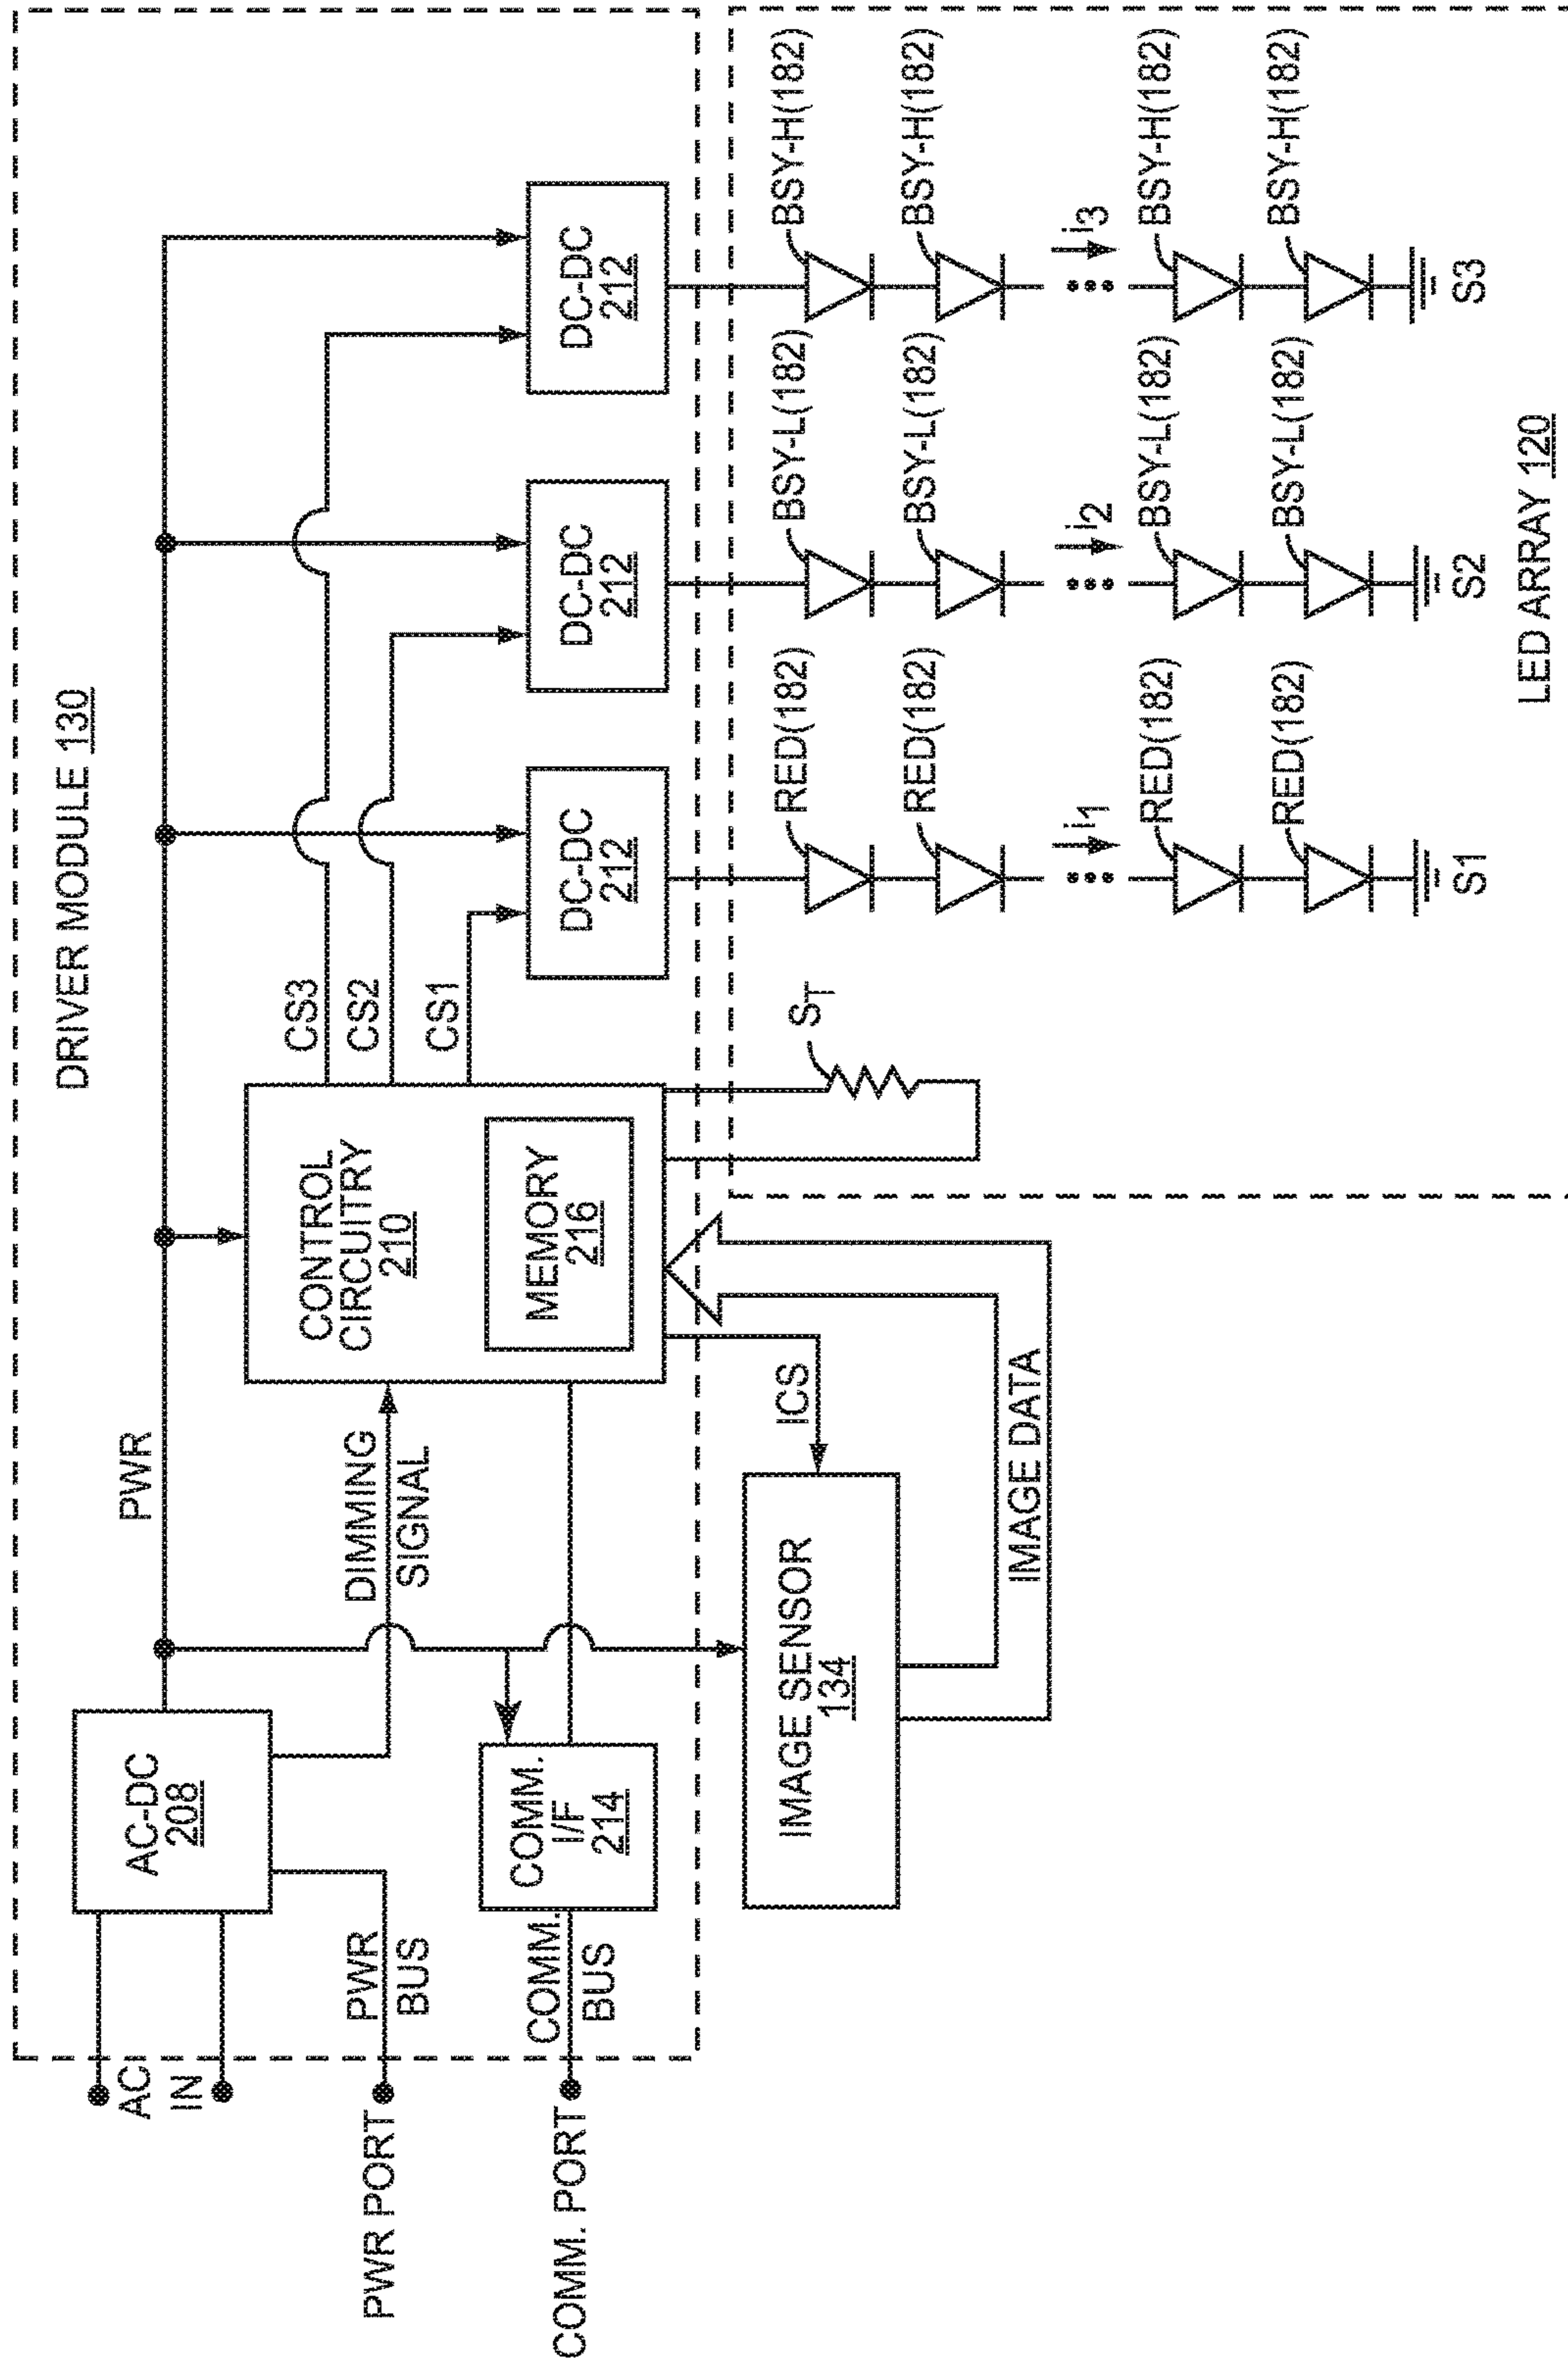 DRIVER MODULE 130
PWR
AC-DC
208
AC
IN
PWR
BUS
PWR PORT
DIMMING
SIGNAL
COMM.
I/F
214
COMM.
BUS
COMM. PORT
CONTROL
CIRCUITRY
210
MEMORY
216
CS3
CS2
CS1
DC-DC
212
DC-DC
212
DC-DC
212
IMAGE SENSOR
134
ICS
IMAGE DATA
ST
RED(182)
RED(182)
i1
RED(182)
RED(182)
S1
BSY-L(182)
BSY-L(182)
i2
BSY-L(182)
BSY-L(182)
S2
BSY-H(182)
BSY-H(182)
i3
BSY-H(182)
BSY-H(182)
S3
LED ARRAY 120